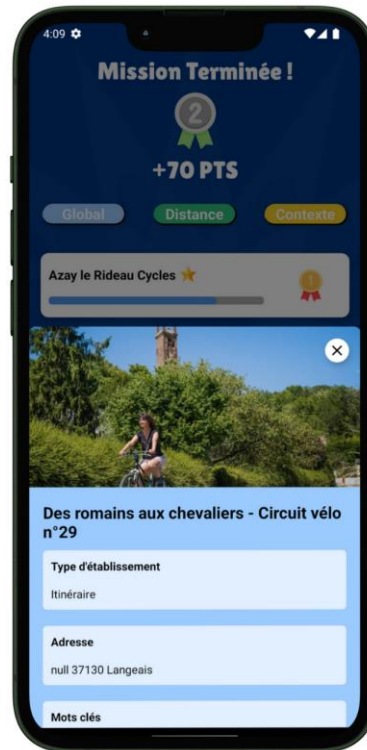 4:09
Mission Terminée !
2
+70 PTS
Global Distance Contexte
Azay le Rideau Cycles
1
Des romains aux chevaliers - Circuit vélo
n°29
Type d'établissement
Itinéraire
Adresse
null 37130 Langeais
Mots clés